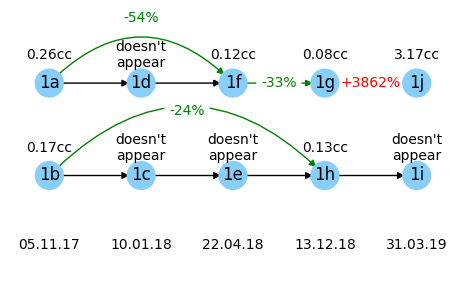 -54%
0.26cc doesn't appear 0.12cc 0.08cc 3.17cc
1a 1d 1f -33% 1g +3862% 1j
-24%
0.17cc doesn't appear doesn't appear 0.13cc doesn't appear
1b 1c 1e 1h 1i
05.11.17 10.01.18 22.04.18 13.12.18 31.03.19